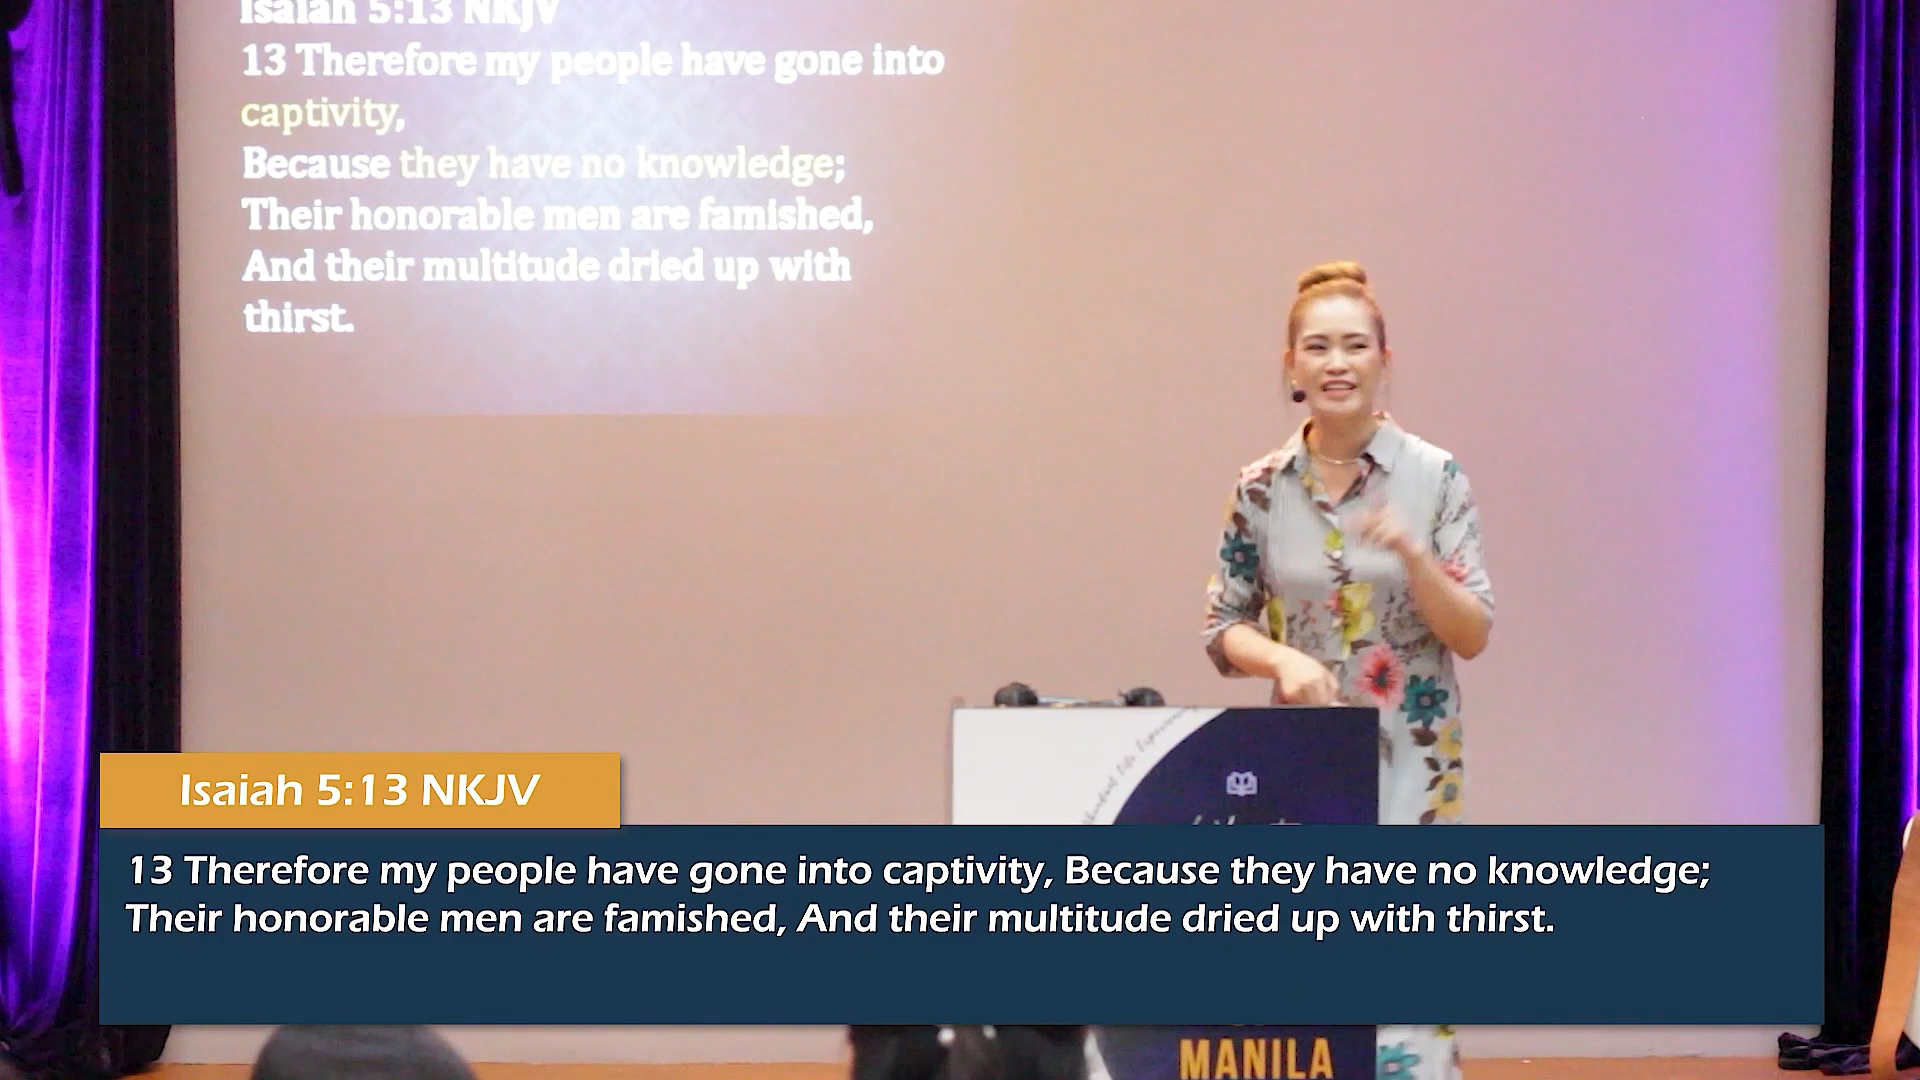 Isaiah 5:13 NKJV
13 Therefore my people have gone into
captivity,
Because they have no knowledge;
Their honorable men are famished,
And their multitude dried up with
thirst.
Isaiah 5:13 NKJV
13 Therefore my people have gone into captivity, Because they have no knowledge;
Their honorable men are famished, And their multitude dried up with thirst.
MANILA